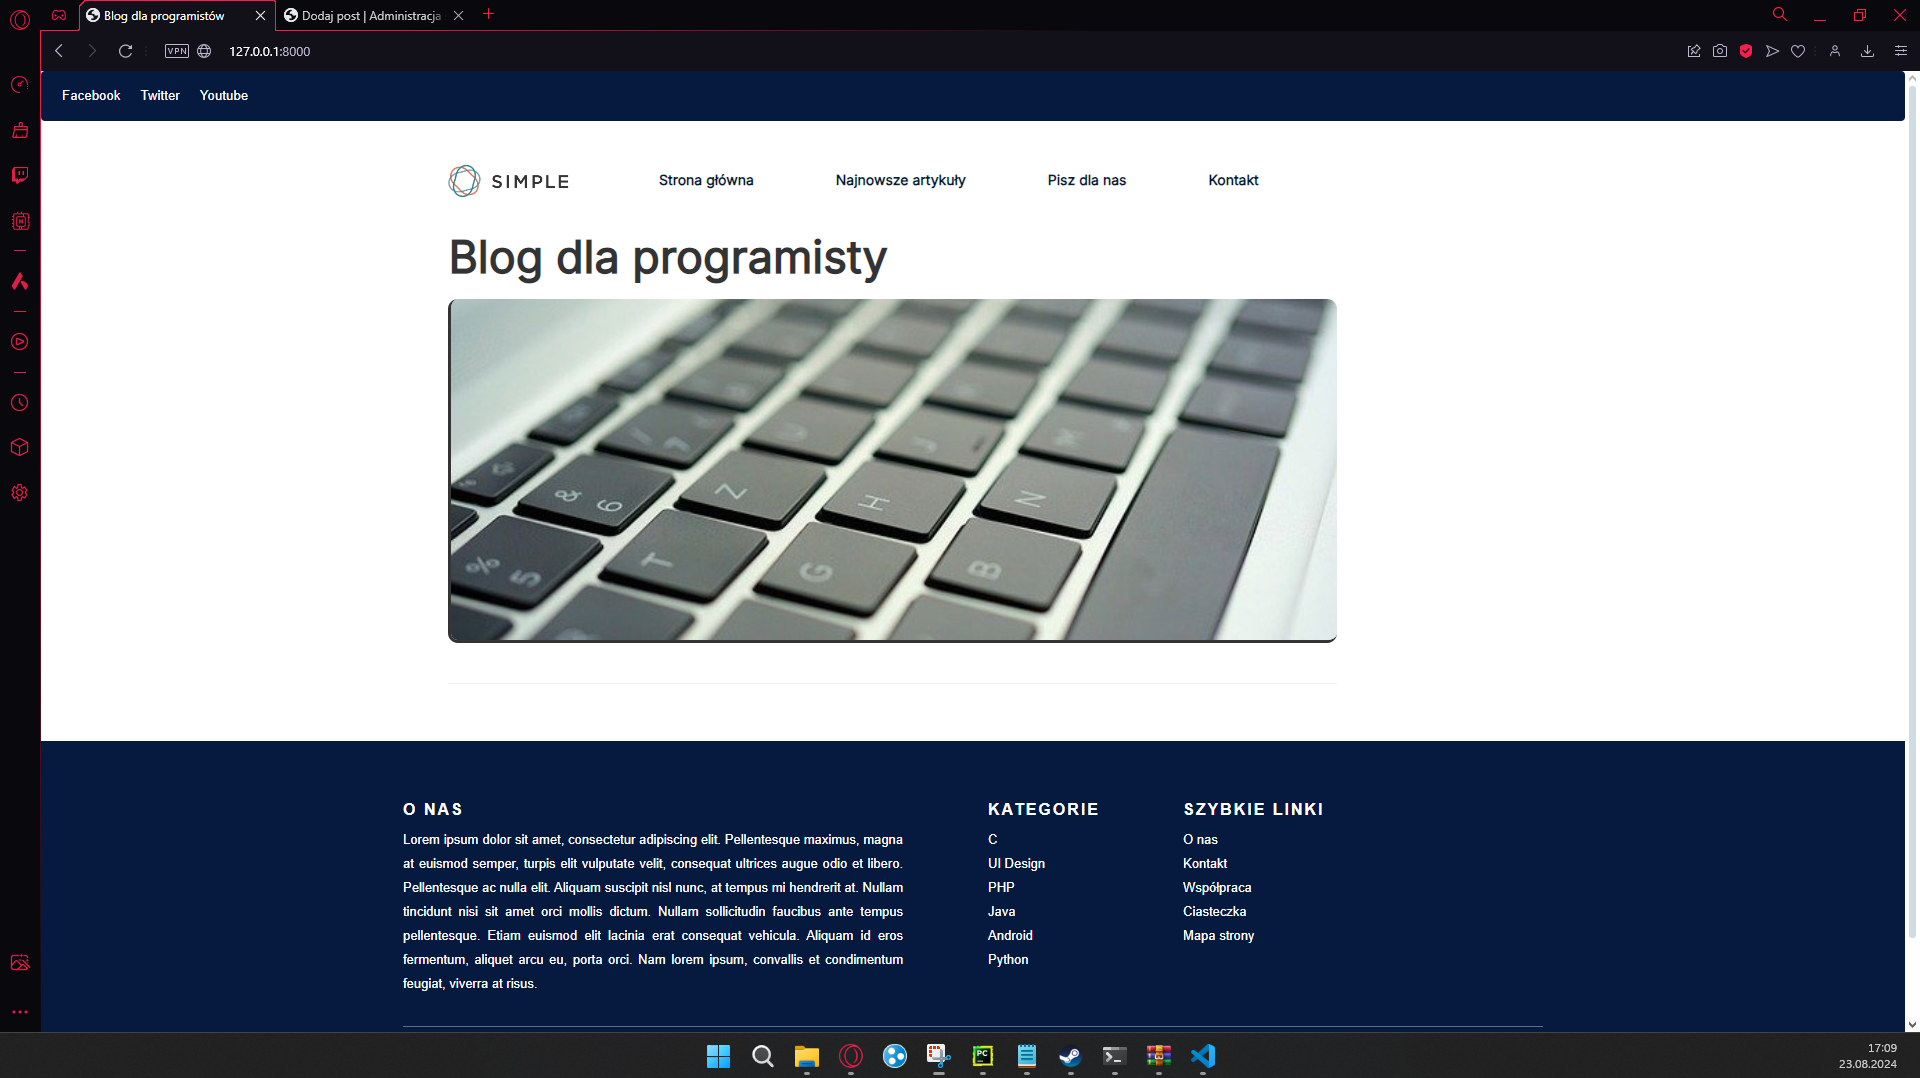 Blog dla programistów
Dodaj post | Administracja
VPN
127.0.0.1:8000
Facebook
Twitter
Youtube
SIMPLE
Strona główna
Najnowsze artykuły
Pisz dla nas
Kontakt
Blog dla programisty
& 6
Z
H
N
% 5
T
G
B
U
J
M
O NAS
Lorem ipsum dolor sit amet, consectetur adipiscing elit. Pellentesque maximus, magna
at euismod semper, turpis elit vulputate velit, consequat ultrices augue odio et libero.
Pellentesque ac nulla elit. Aliquam suscipit nisl nunc, at tempus mi hendrerit at. Nullam
tincidunt nisi sit amet orci mollis dictum. Nullam sollicitudin faucibus ante tempus
pellentesque. Etiam euismod elit lacinia erat consequat vehicula. Aliquam id eros
fermentum, aliquet arcu eu, porta orci. Nam lorem ipsum, convallis et condimentum
feugiat, viverra at risus.
KATEGORIE
C
UI Design
PHP
Java
Android
Python
SZYBKIE LINKI
O nas
Kontakt
Współpraca
Ciasteczka
Mapa strony
PC
17:09
23.08.2024